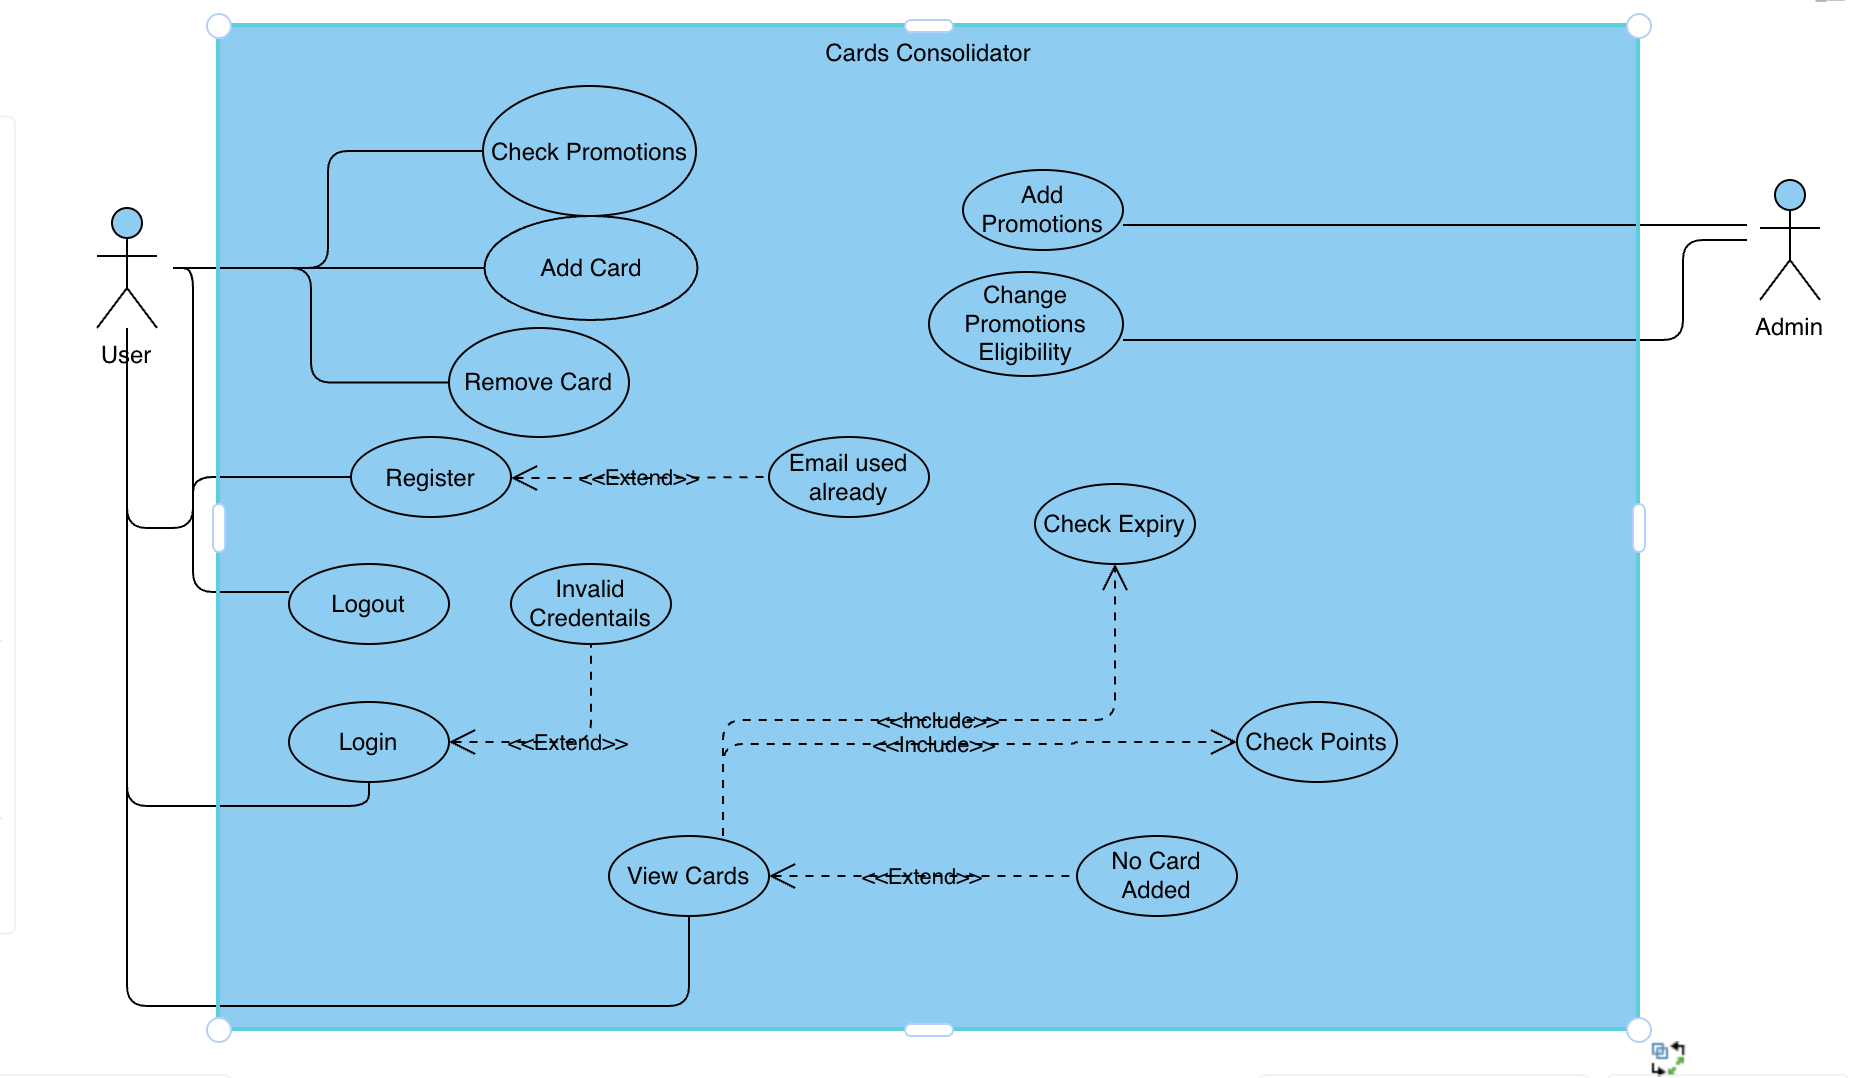 Cards Consolidator
Check Promotions
Add
Promotions
Add Card
Change
Promotions
Eligibility
User
Admin
Remove Card
Register
<<Extend>>
Email used
already
Check Expiry
Logout
Invalid
Credentails
Login
<<Extend>>
<<Include>>
<<Include>>
Check Points
View Cards
<<Extend>>
No Card
Added